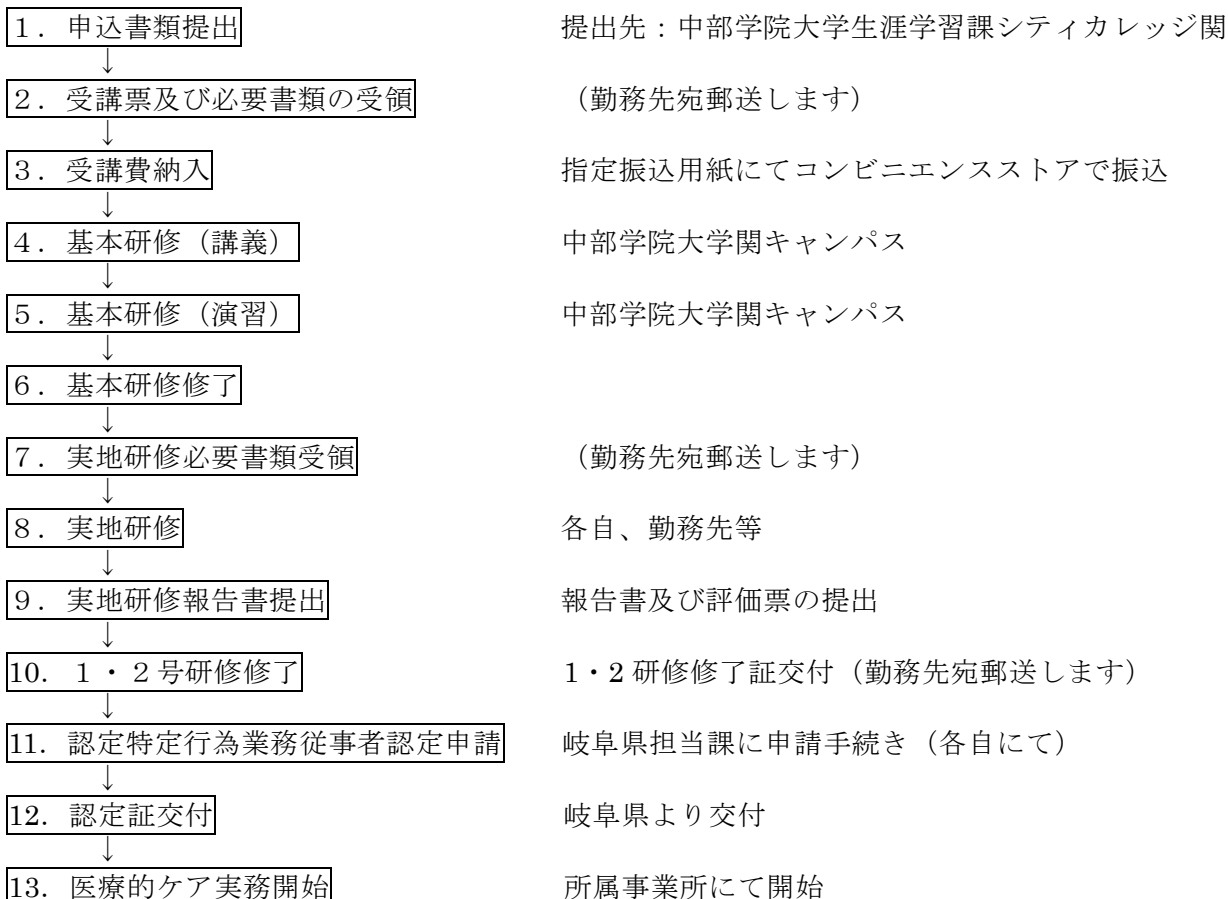 １．申込書類提出 提出先：中部学院大学生涯学習課シティカレッジ関
↓
２．受講票及び必要書類の受領 （勤務先宛郵送します）
↓
３．受講費納入 指定振込用紙にてコンビニエンスストアで振込
↓
４．基本研修（講義） 中部学院大学関キャンパス
↓
５．基本研修（演習） 中部学院大学関キャンパス
↓
６．基本研修修了
↓
７．実地研修必要書類受領 （勤務先宛郵送します）
↓
８．実地研修 各自、勤務先等
↓
９．実地研修報告書提出 報告書及び評価票の提出
↓
10．１・２号研修修了 1・2 研修修了証交付（勤務先宛郵送します）
↓
11．認定特定行為業務従事者認定申請 岐阜県担当課に申請手続き（各自にて）
↓
12．認定証交付 岐阜県より交付
↓
13．医療的ケア実務開始 所属事業所にて開始